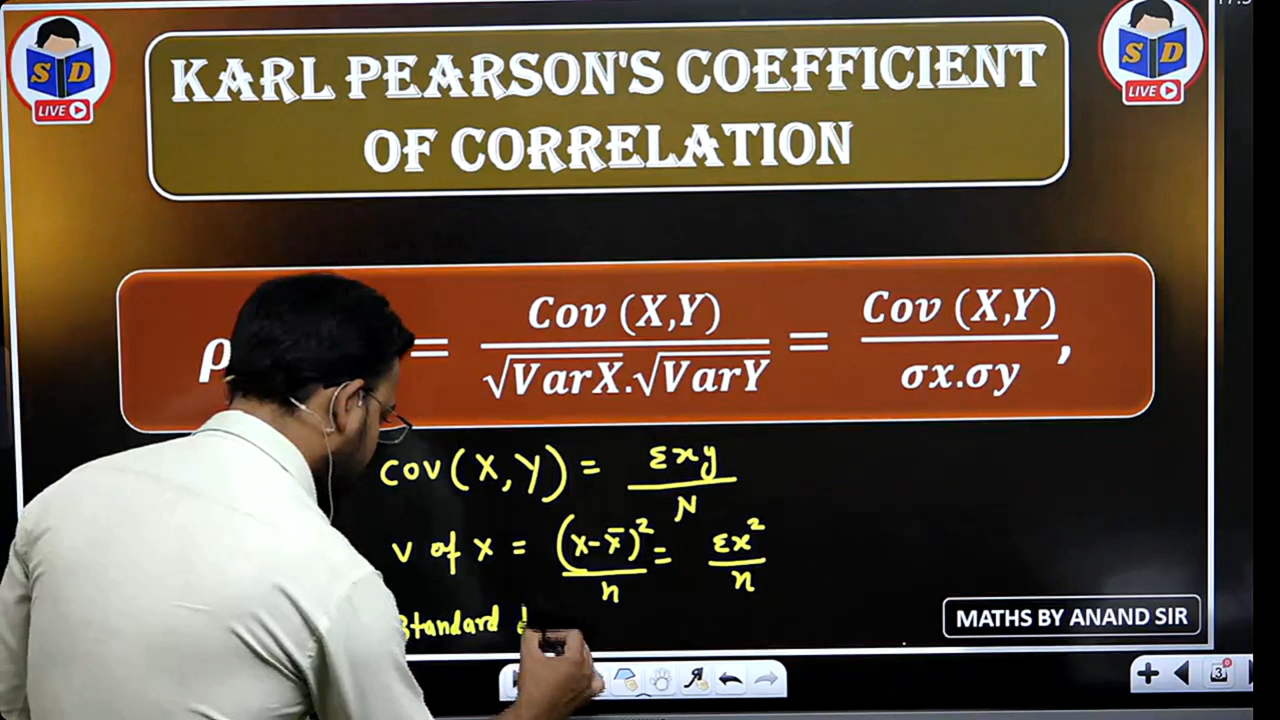 S D
LIVE
KARL PEARSON'S COEFFICIENT
OF CORRELATION
S D
LIVE
ρ = Cov (X,Y) / √VarX.√VarY = Cov (X,Y) / σx.σy,
Cov (X,Y) = Σxy / N
V of x = (x-x̄)² / n = Σx² / n
Standard d
MATHS BY ANAND SIR
3